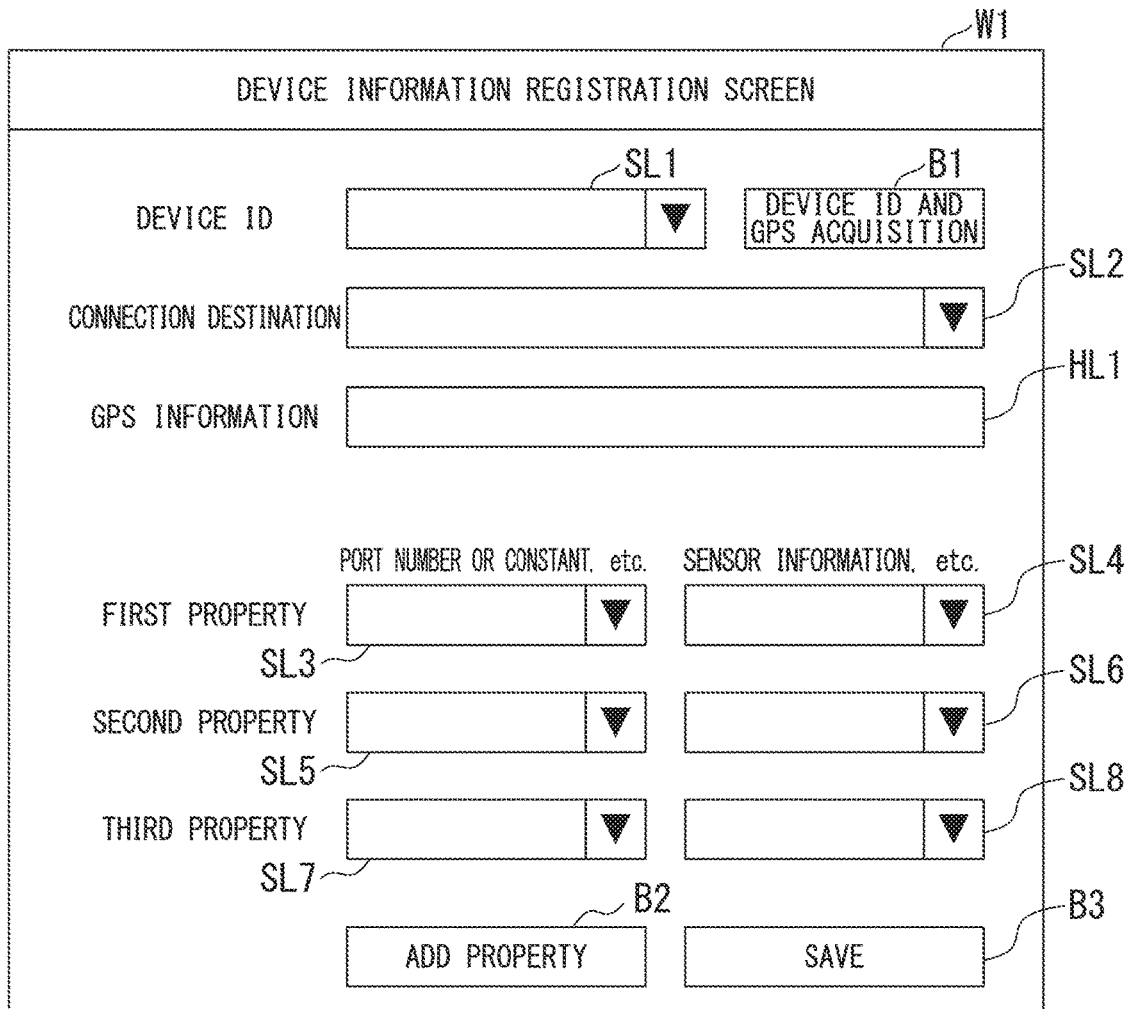 W1
DEVICE INFORMATION REGISTRATION SCREEN
SL1
B1
DEVICE ID
DEVICE ID AND
GPS ACQUISITION
SL2
CONNECTION DESTINATION
HL1
GPS INFORMATION
PORT NUMBER OR CONSTANT, etc.
SENSOR INFORMATION, etc.
SL4
FIRST PROPERTY
SL3
SL6
SECOND PROPERTY
SL5
SL8
THIRD PROPERTY
SL7
B2
B3
ADD PROPERTY
SAVE